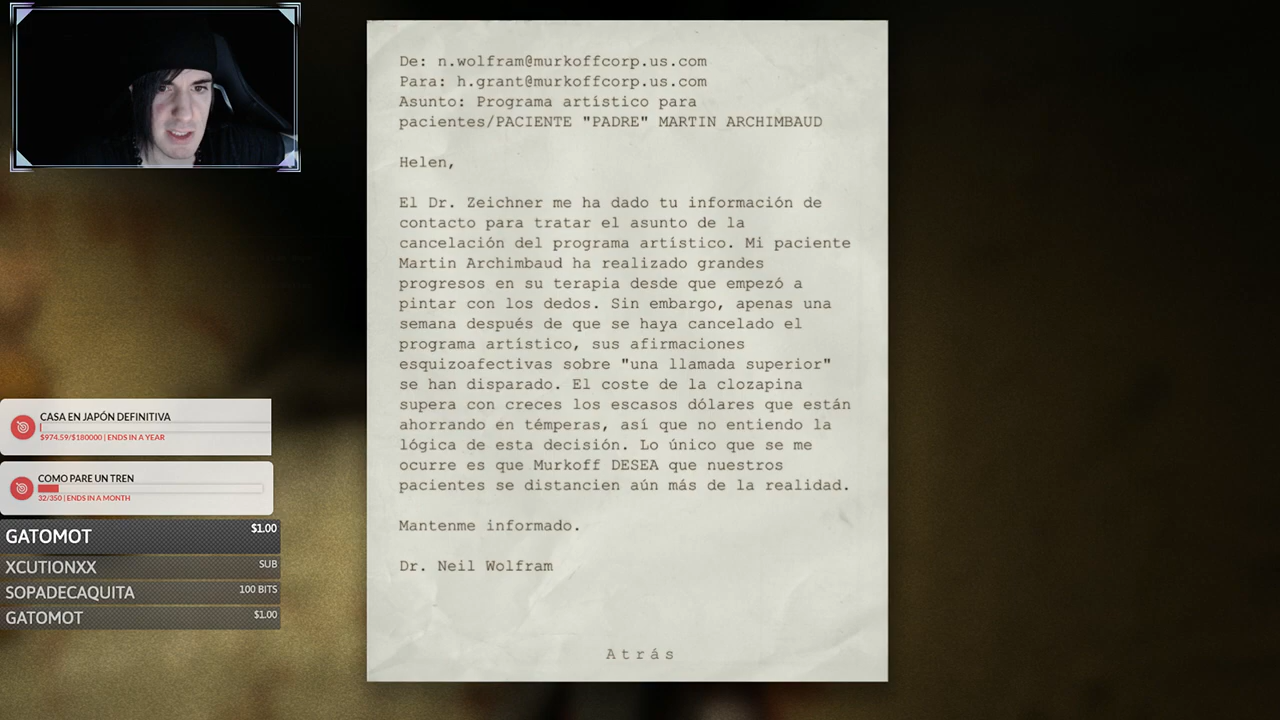 De: n.wolfram@murkoffcorp.us.com
Para: h.grant@murkoffcorp.us.com
Asunto: Programa artístico para
pacientes/PACIENTE "PADRE" MARTIN ARCHIMBAUD
Helen,
El Dr. Zeichner me ha dado tu información de
contacto para tratar el asunto de la
cancelación del programa artístico. Mi paciente
Martin Archimbaud ha realizado grandes
progresos en su terapia desde que empezó a
pintar con los dedos. Sin embargo, apenas una
semana después de que se haya cancelado el
programa artístico, sus afirmaciones
esquizoafectivas sobre "una llamada superior"
se han disparado. El coste de la clozapina
supera con creces los escasos dólares que están
ahorrando en témperas, así que no entiendo la
lógica de esta decisión. Lo único que se me
ocurre es que Murkoff DESEA que nuestros
pacientes se distancien aún más de la realidad.
Mantenme informado.
Dr. Neil Wolfram
Atrás
CASA EN JAPÓN DEFINITIVA
$974.59/$180000 | ENDS IN A YEAR
COMO PARE UN TREN
32/350 | ENDS IN A MONTH
GATOMOT $1.00
XCUTIONXX SUB
SOPADECAQUITA 100 BITS
GATOMOT $1.00